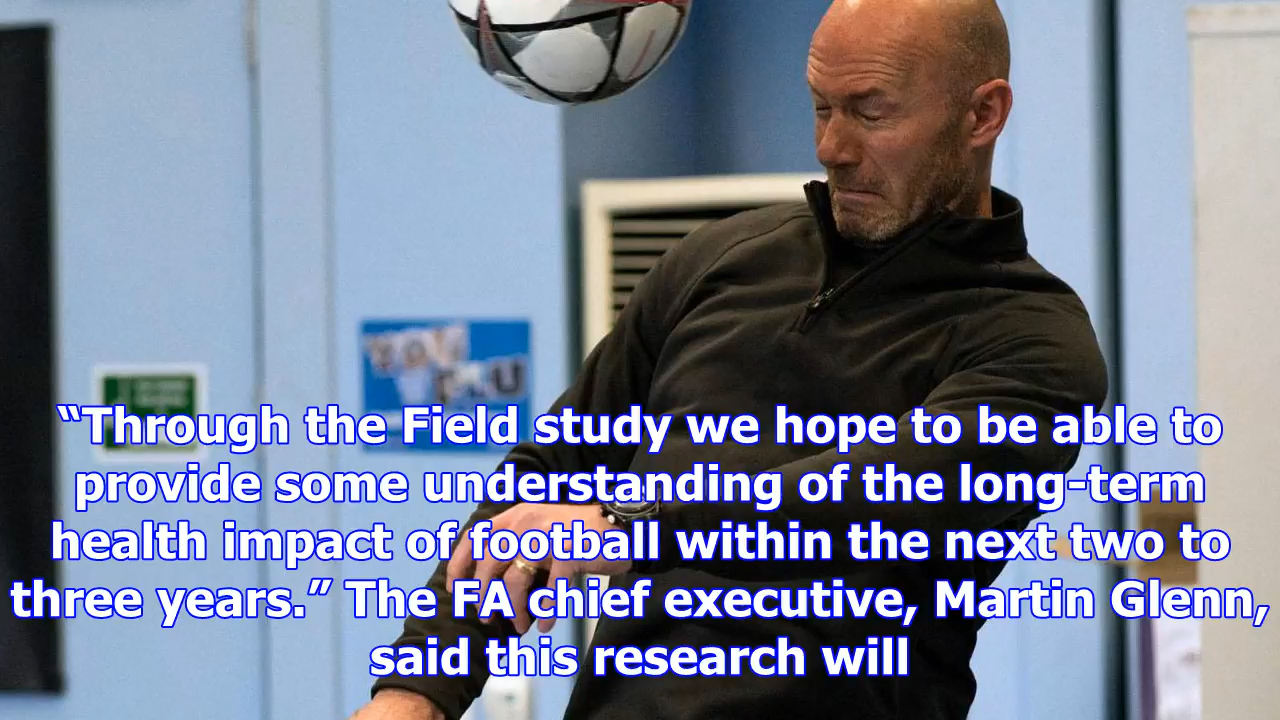 “Through the Field study we hope to be able to
provide some understanding of the long-term
health impact of football within the next two to
three years.” The FA chief executive, Martin Glenn,
said this research will